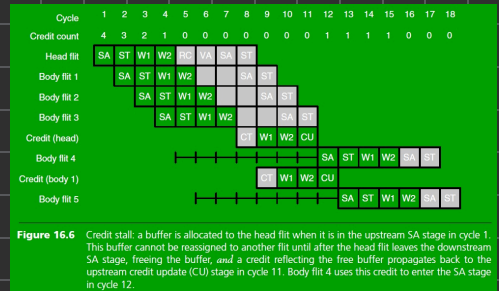 Cycle 1 2 3 4 5 6 7 8 9 10 11 12 13 14 15 16 17 18
Credit count 4 3 2 1 0 0 0 0 0 0 0 1 1 1 1 0 0 0
Head flit SA ST W1 W2 RC VA SA ST
Body flit 1 SA ST W1 W2 SA ST
Body flit 2 SA ST W1 W2 SA ST
Body flit 3 SA ST W1 W2 SA ST
Credit (head) CT W1 W2 CU
Body flit 4 SA ST W1 W2 SA ST
Credit (body 1) CT W1 W2 CU
Body flit 5 SA ST W1 W2 SA ST
Figure 16.6 Credit stall: a buffer is allocated to the head flit when it is in the upstream SA stage in cycle 1.
This buffer cannot be reassigned to another flit until after the head flit leaves the downstream
SA stage, freeing the buffer, and a credit reflecting the free buffer propagates back to the
upstream credit update (CU) stage in cycle 11. Body flit 4 uses this credit to enter the SA stage
in cycle 12.